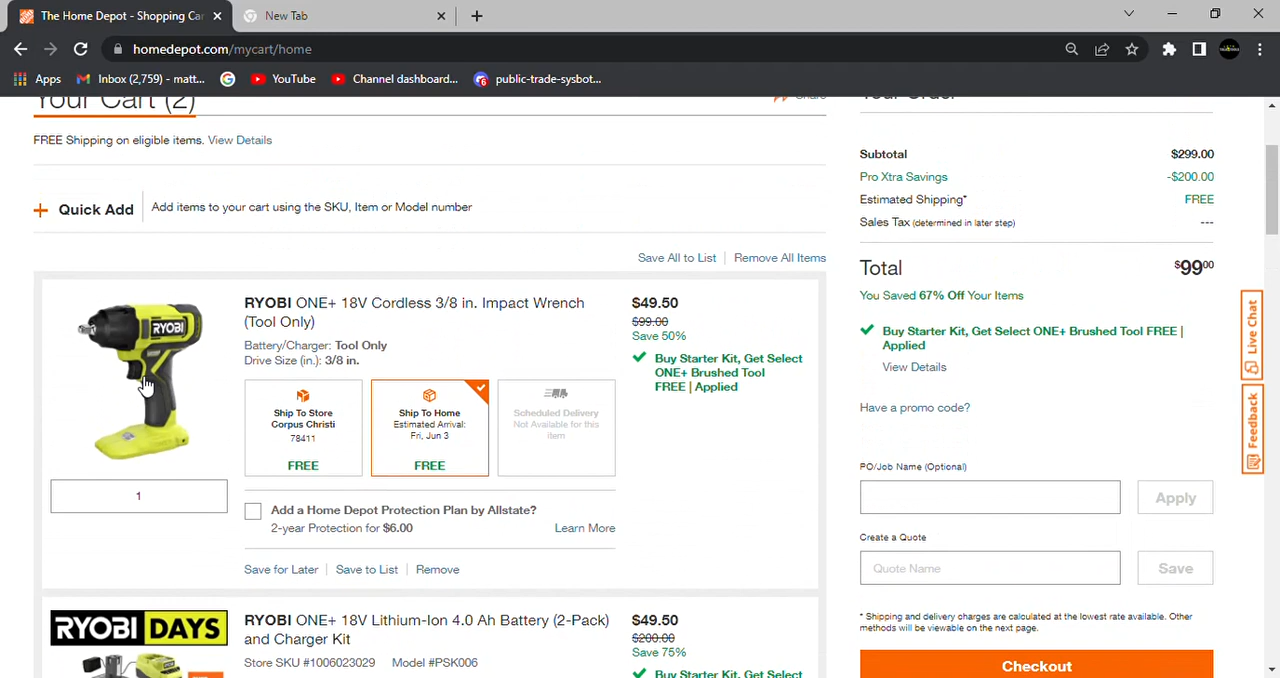 The Home Depot - Shopping Car
New Tab
homedepot.com/mycart/home
Apps
Inbox (2,759) - matt...
YouTube
Channel dashboard...
public-trade-sysbot...
Your Cart (2)
Share
FREE Shipping on eligible items. View Details
Quick Add
Add items to your cart using the SKU, Item or Model number
Save All to List
Remove All Items
RYOBI
RYOBI ONE+ 18V Cordless 3/8 in. Impact Wrench
(Tool Only)
Battery/Charger: Tool Only
Drive Size (in.): 3/8 in.
Ship To Store
Corpus Christi
78411
FREE
Ship To Home
Estimated Arrival:
Fri, Jun 3
FREE
Scheduled Delivery
Not Available for this
item
$49.50
$99.00
Save 50%
Buy Starter Kit, Get Select
ONE+ Brushed Tool
FREE | Applied
1
Add a Home Depot Protection Plan by Allstate?
2-year Protection for $6.00
Learn More
Save for Later
Save to List
Remove
RYOBI DAYS
RYOBI ONE+ 18V Lithium-Ion 4.0 Ah Battery (2-Pack)
and Charger Kit
Store SKU #1006023029 Model #PSK006
$49.50
$200.00
Save 75%
Buy Starter Kit, Get Select
Your Order
Subtotal
$299.00
Pro Xtra Savings
-$200.00
Estimated Shipping*
FREE
Sales Tax (determined in later step)
---
Total
$99.00
You Saved 67% Off Your Items
Buy Starter Kit, Get Select ONE+ Brushed Tool FREE |
Applied
View Details
Have a promo code?
PO/Job Name (Optional)
Apply
Create a Quote
Quote Name
Save
* Shipping and delivery charges are calculated at the lowest rate available. Other
methods will be viewable on the next page.
Checkout
Live Chat
Feedback